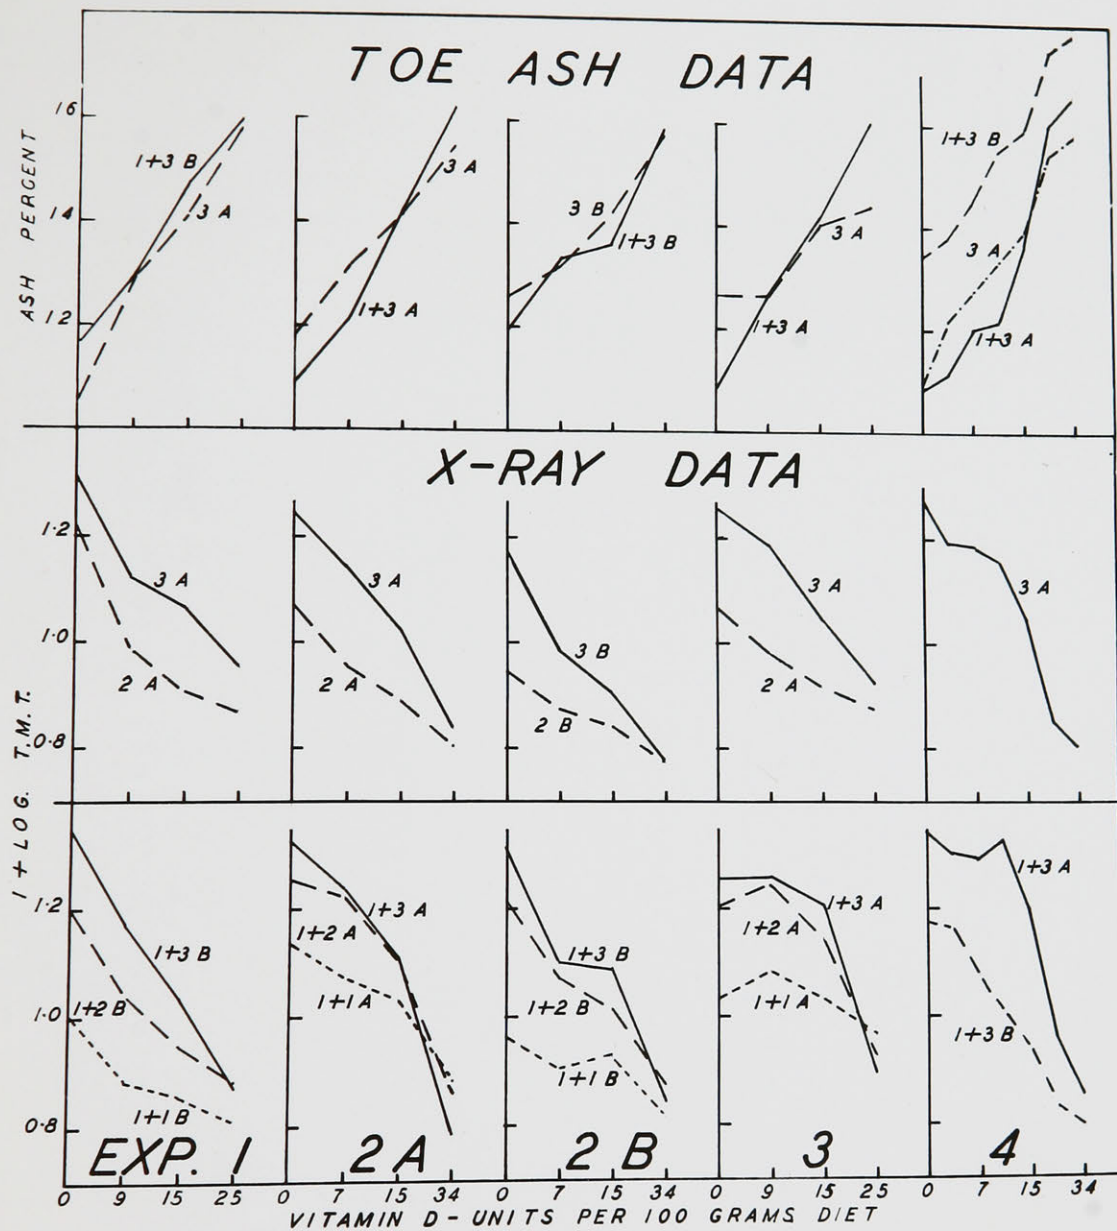 TOE ASH DATA
ASH PERCENT
16
14
12
1+3 B
3 A
3 A
1+3 A
3 B
1+3 B
3 A
1+3 A
1+3 B
3 A
1+3 A
X-RAY DATA
1+LOG. T.M.T.
1.2
1.0
0.8
3 A
2 A
3 A
2 A
3 B
2 B
3 A
2 A
3 A
1.2
1.0
0.8
1+3 B
1+2 B
1+1 B
1+3 A
1+2 A
1+1 A
1+3 B
1+2 B
1+1 B
1+3 A
1+2 A
1+1 A
1+3 A
1+3 B
EXP. 1 2 A 2 B 3 4
0 9 15 25 0 7 15 34 0 7 15 34 0 9 15 25 0 7 15 34
VITAMIN D-UNITS PER 100 GRAMS DIET